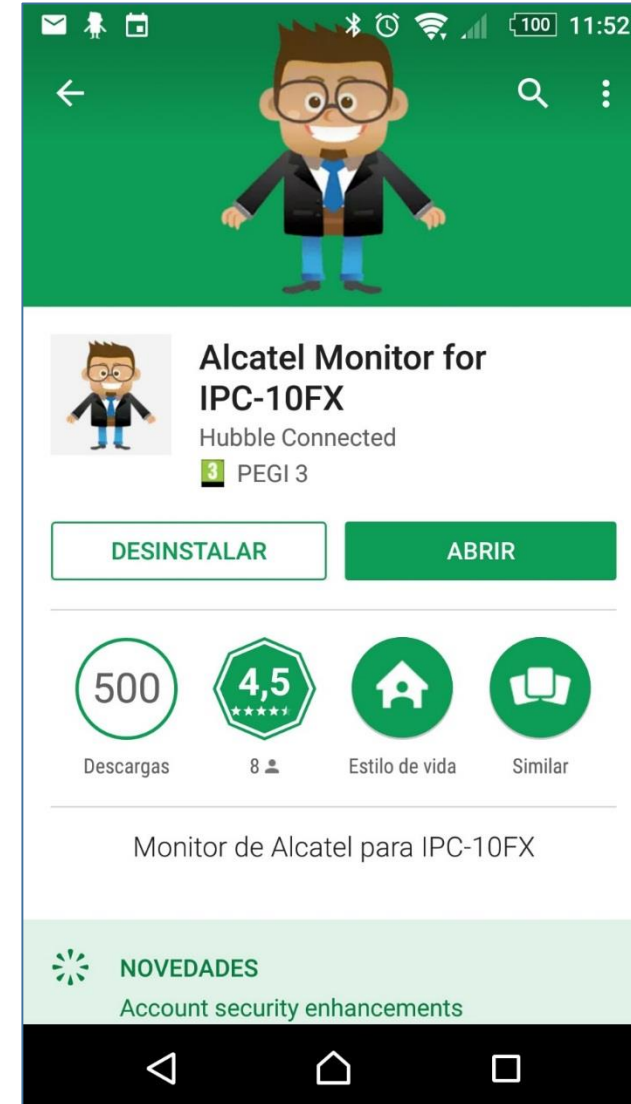 100 11:52
Alcatel Monitor for
IPC-10FX
Hubble Connected
3 PEGI 3
DESINSTALAR
ABRIR
500
4,5
Descargas
8
Estilo de vida
Similar
Monitor de Alcatel para IPC-10FX
NOVEDADES
Account security enhancements